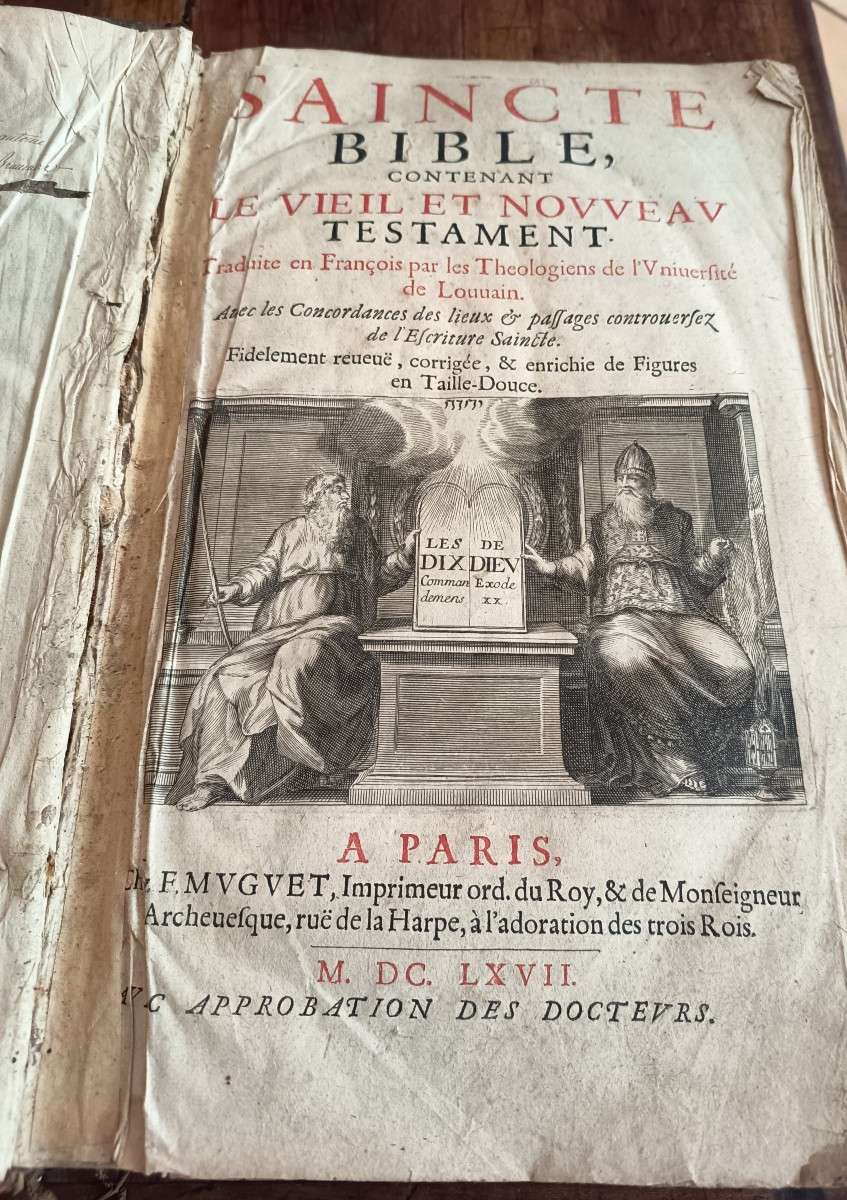 SAINCTE
BIBLE,
CONTENANT
LE VIEIL ET NOVVEAV
TESTAMENT.
Traduite en François par les Theologiens de l'Vniuerſité
de Louuain.
Auec les Concordances des lieux & paſſages controuerſez
de l'Eſcriture Saincte.
Fidelement reueuë, corrigée, & enrichie de Figures
en Taille-Douce.
LES DE
DIX DIEV
Comman Exode
demens XX.
A PARIS,
Chez F. MVGVET, Imprimeur ord. du Roy, & de Monſeigneur
Archeueſque, ruë de la Harpe, à l'adoration des trois Rois.
M. DC. LXVII.
APPROBATION DES DOCTEVRS.